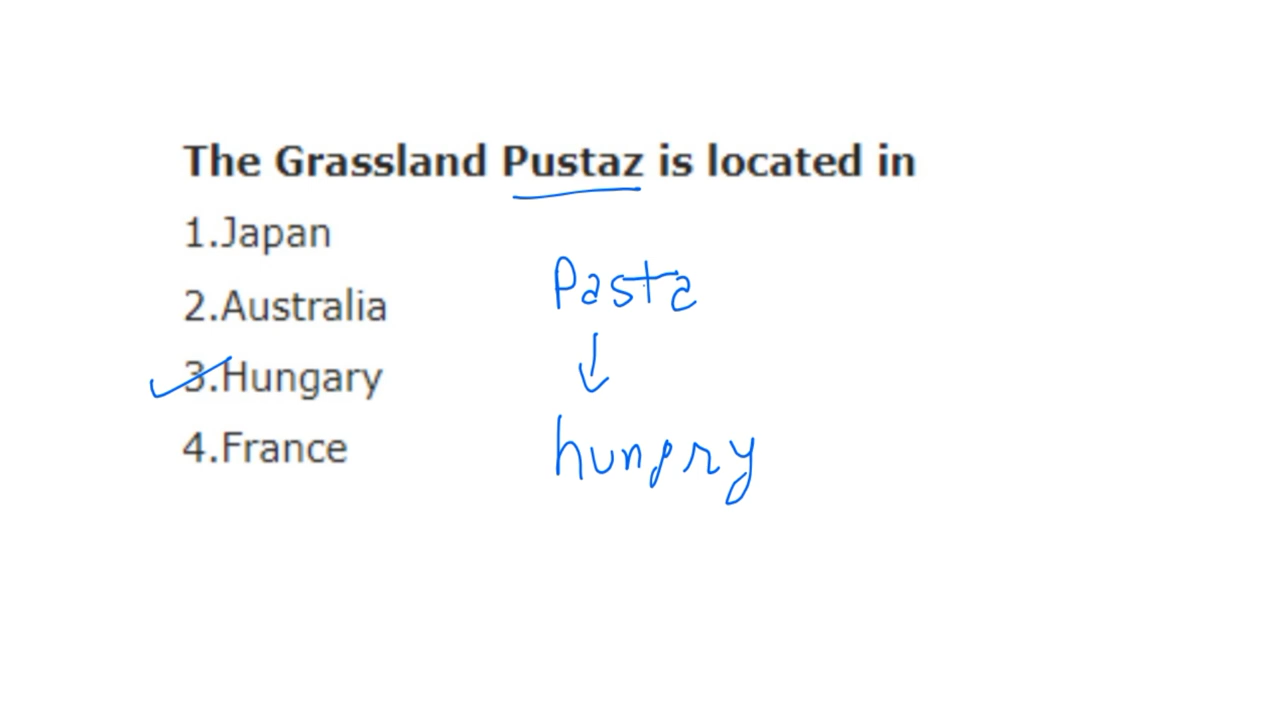 The Grassland Pustaz is located in
1.Japan
2.Australia
3.Hungary
4.France
Pasta
hungry